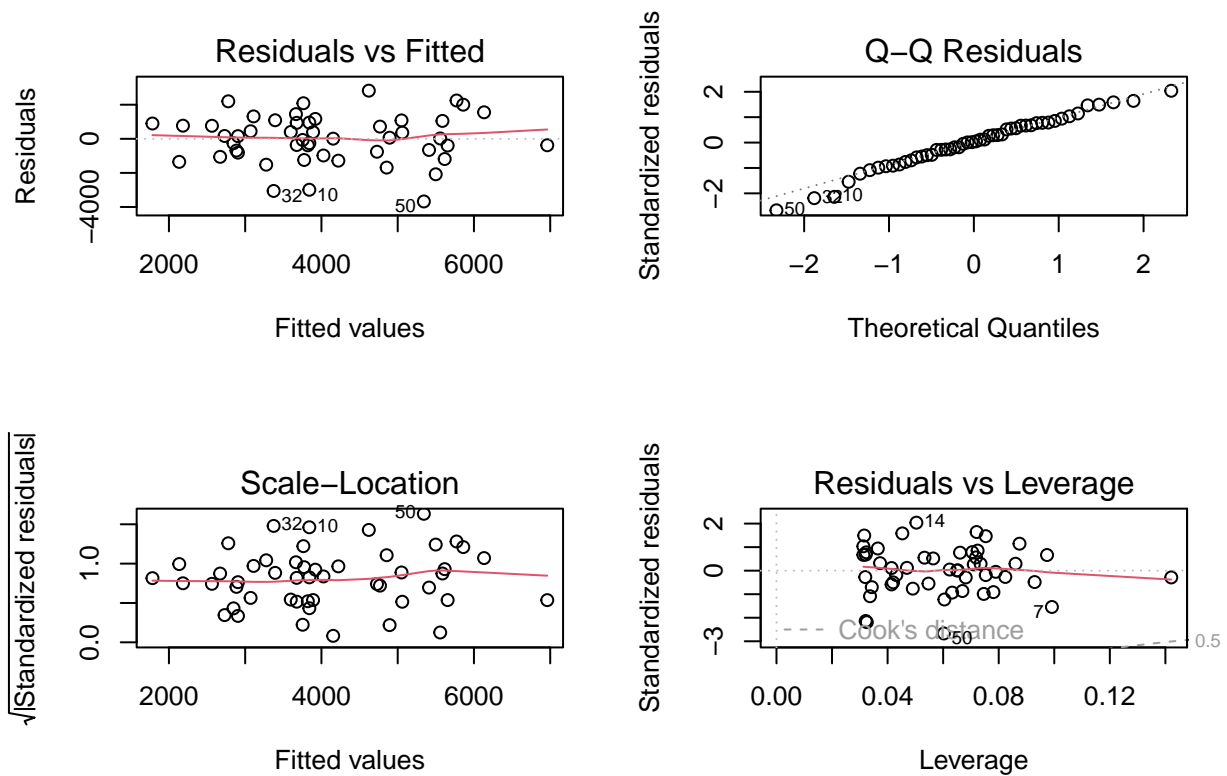 Residuals vs Fitted
Residuals
0
−4000
32
10
50
2000
4000
6000
Fitted values
Q−Q Residuals
Standardized residuals
2
0
−2
50
32
10
−2
−1
0
1
2
Theoretical Quantiles
Scale−Location
√|Standardized residuals|
1.0
0.0
32
10
50
2000
4000
6000
Fitted values
Residuals vs Leverage
Standardized residuals
2
0
−3
14
7
50
Cook's distance
0.5
0.00
0.04
0.08
0.12
Leverage